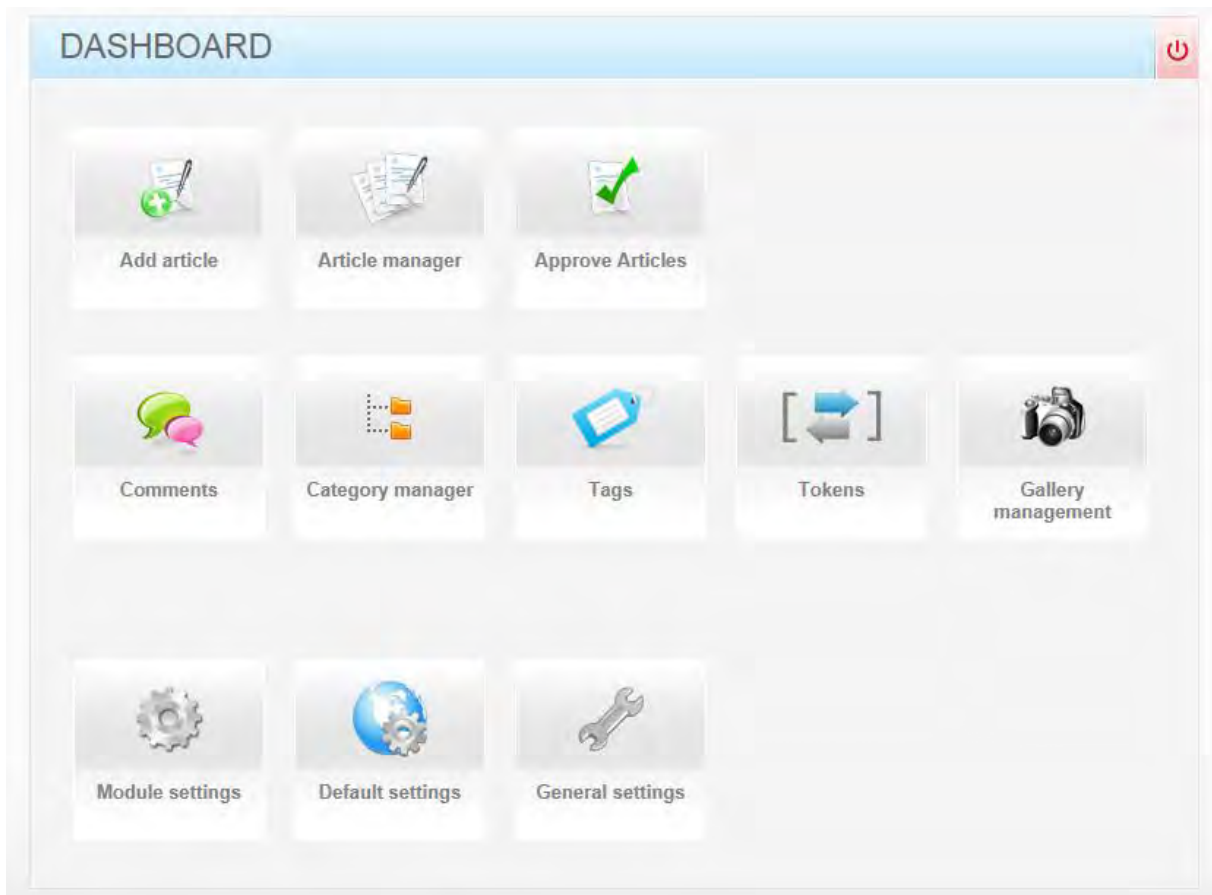 DASHBOARD
Add article
Article manager
Approve Articles
Comments
Category manager
Tags
Tokens
Gallery
management
Module settings
Default settings
General settings